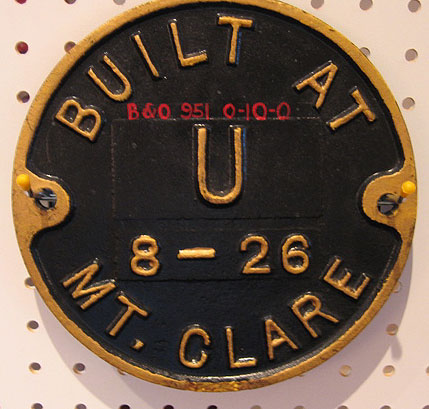 BUILT AT
B&O 951 0-10-0
U
8-26
MT. CLARE